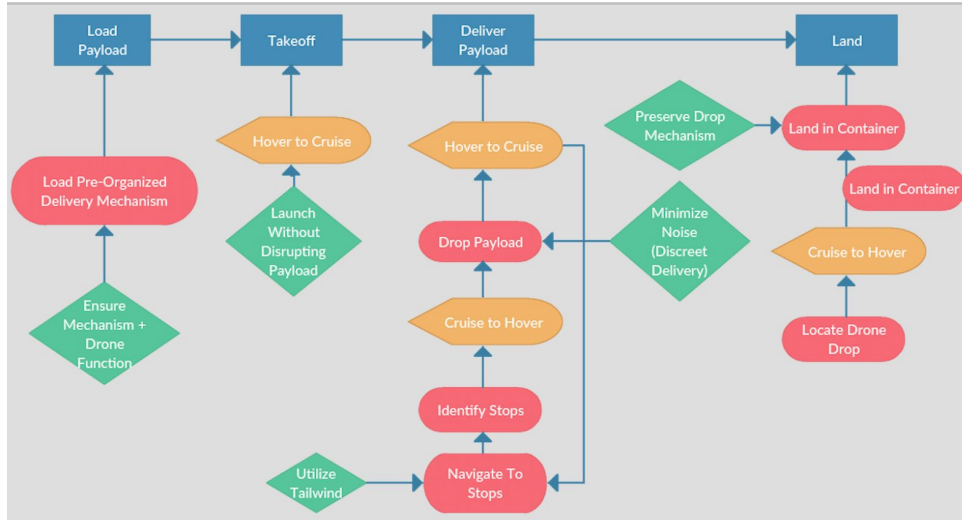 Load
Payload
Takeoff
Deliver
Payload
Land
Hover to Cruise
Hover to Cruise
Preserve Drop
Mechanism
Land in Container
Load Pre-Organized
Delivery Mechanism
Land in Container
Launch
Without
Disrupting
Payload
Drop Payload
Minimize
Noise
(Discreet
Delivery)
Cruise to Hover
Ensure
Mechanism +
Drone
Function
Cruise to Hover
Locate Drone
Drop
Identify Stops
Utilize
Tailwind
Navigate To
Stops